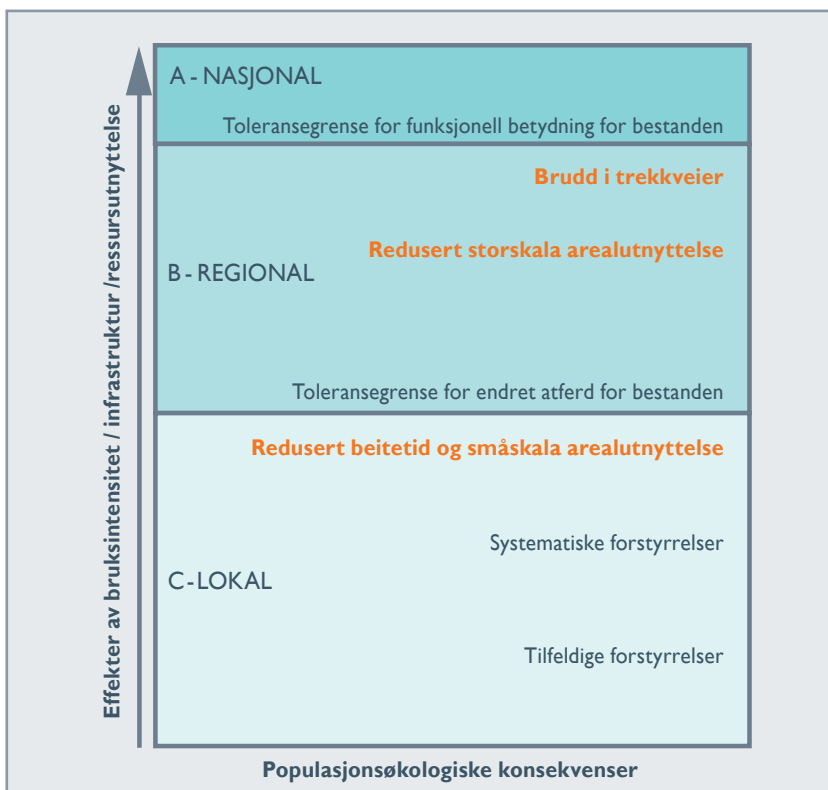 A - NASJONAL
Toleransegrense for funksjonell betydning for bestanden
Brudd i trekkveier
Redusert storskala arealutnyttelse
B - REGIONAL
Toleransegrense for endret atferd for bestanden
Redusert beitetid og småskala arealutnyttelse
Systematiske forstyrrelser
C - LOKAL
Tilfeldige forstyrrelser
Effekter av bruksintensitet / infrastruktur /ressursutnyttelse
Populasjonsøkologiske konsekvenser